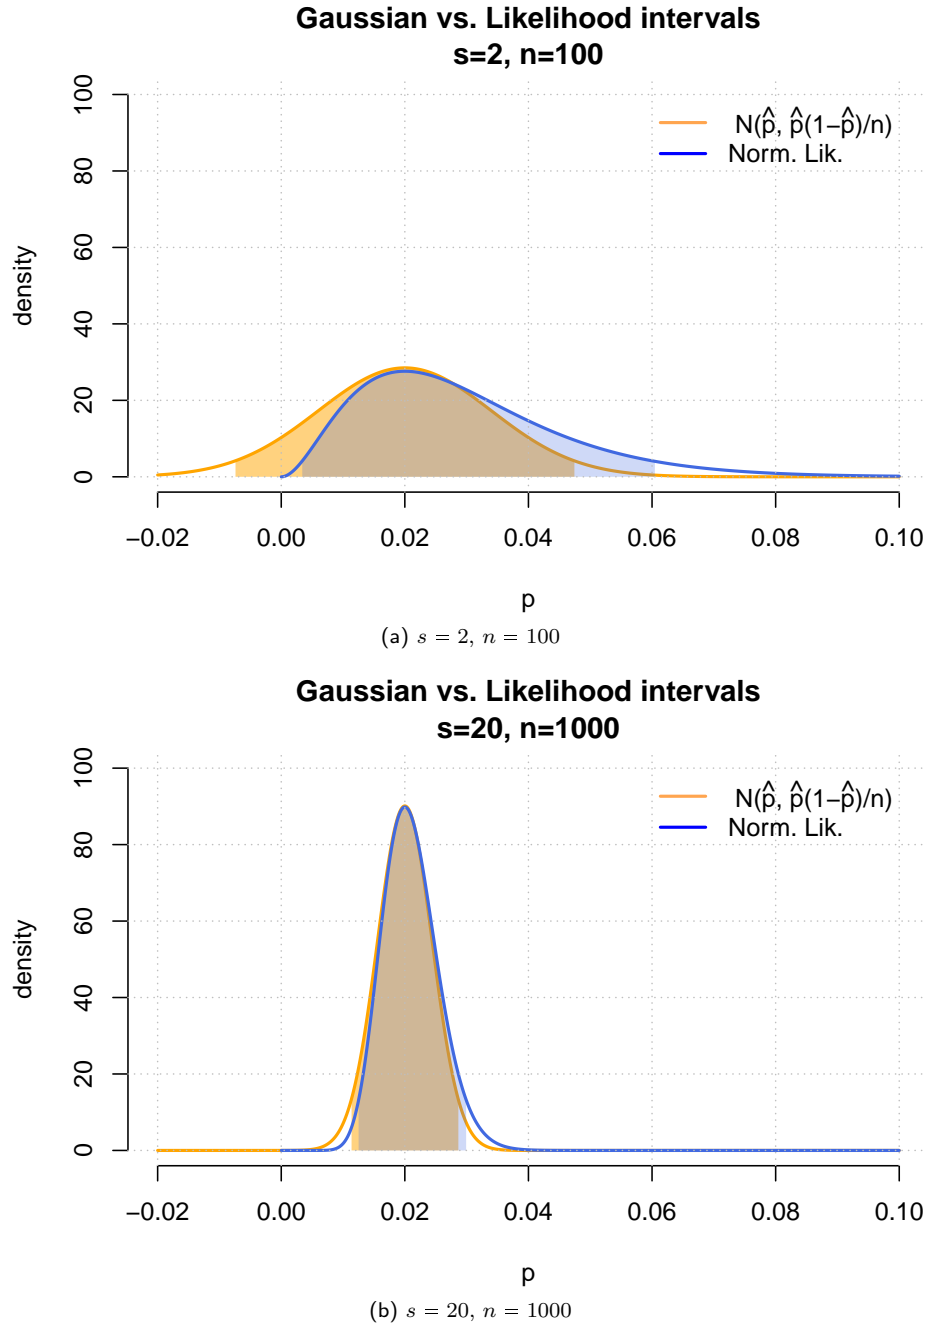 Gaussian vs. Likelihood intervals
s=2, n=100
100
80
60
40
20
0
density
N(p̂, p̂(1−p̂)/n)
Norm. Lik.
−0.02 0.00 0.02 0.04 0.06 0.08 0.10
p
(a) s = 2, n = 100
Gaussian vs. Likelihood intervals
s=20, n=1000
100
80
60
40
20
0
density
N(p̂, p̂(1−p̂)/n)
Norm. Lik.
−0.02 0.00 0.02 0.04 0.06 0.08 0.10
p
(b) s = 20, n = 1000